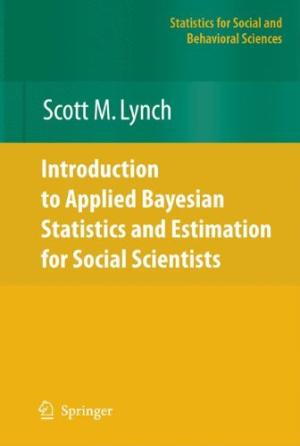 Statistics for Social and
Behavioral Sciences
Scott M. Lynch
Introduction
to Applied Bayesian
Statistics and Estimation
for Social Scientists
Springer